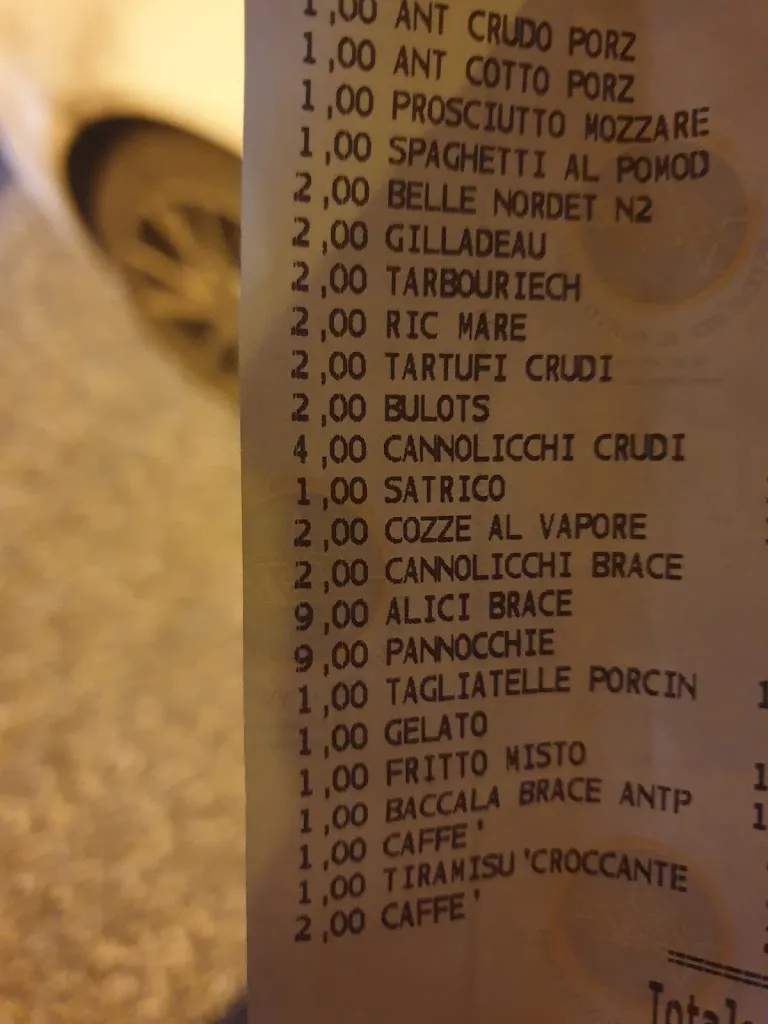 1,00 ANT CRUDO PORZ
1,00 ANT COTTO PORZ
1,00 PROSCIUTTO MOZZARE
1,00 SPAGHETTI AL POMOD
2,00 BELLE NORDET N2
2,00 GILLADEAU
2,00 TARBOURIECH
2,00 RIC MARE
2,00 TARTUFI CRUDI
2,00 BULOTS
4,00 CANNOLICCHI CRUDI
1,00 SATRICO
2,00 COZZE AL VAPORE
2,00 CANNOLICCHI BRACE
9,00 ALICI BRACE
9,00 PANNOCCHIE
1,00 TAGLIATELLE PORCIN 1
1,00 GELATO
1,00 FRITTO MISTO 1
1,00 BACCALA BRACE ANTP 1
1,00 CAFFE'
1,00 TIRAMISU'CROCCANTE
2,00 CAFFE'
Totale